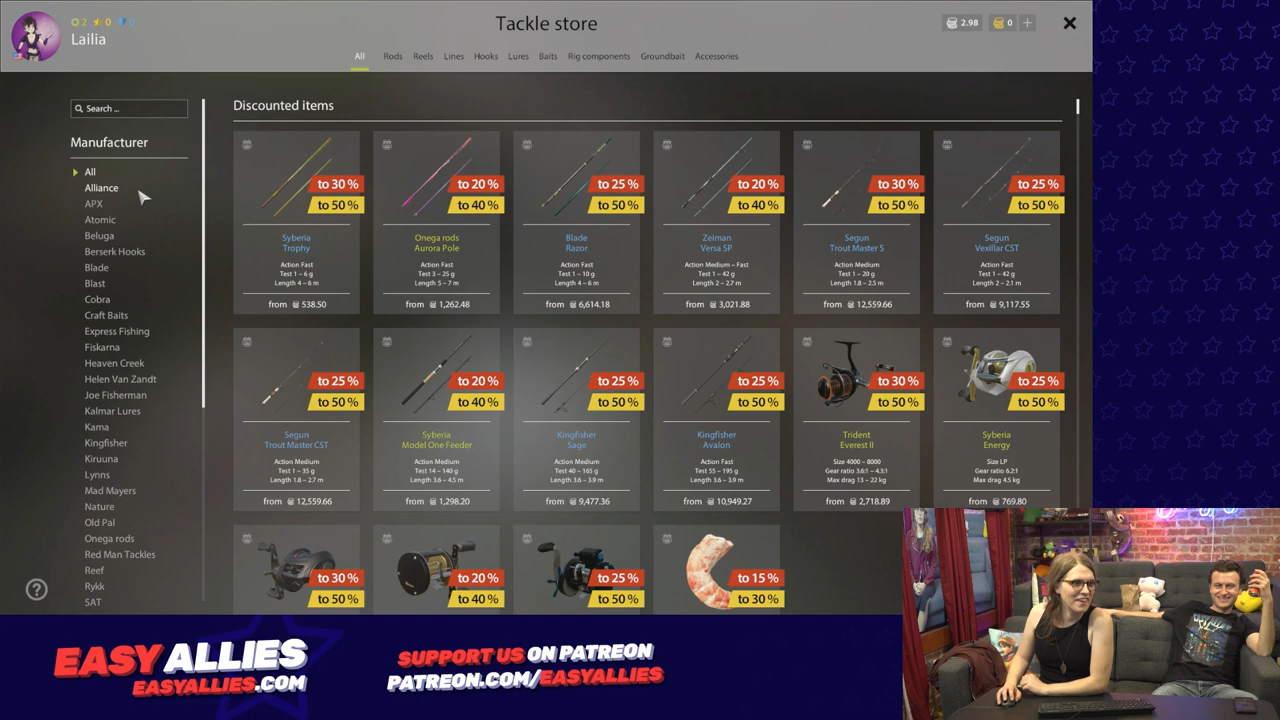 2 0 0
Lailia
Tackle store
2.98
0 +
All Rods Reels Lines Hooks Lures Baits Rig components Groundbait Accessories
Search ...
Manufacturer
All
Alliance
APX
Atomic
Beluga
Berserk Hooks
Blade
Blast
Cobra
Craft Baits
Express Fishing
Fiskarna
Heaven Creek
Helen Van Zandt
Joe Fisherman
Kalmar Lures
Kama
Kingfisher
Kiruuna
Lynns
Mad Mayers
Nature
Old Pal
Onega rods
Red Man Tackles
Reef
Rykk
SAT
?
Discounted items
to 30 %
to 50 %
Syberia
Trophy
Action Fast
Test 1 – 6 g
Length 4 – 6 m
from 538.50
to 20 %
to 40 %
Onega rods
Aurora Pole
Action Fast
Test 3 – 25 g
Length 5 – 7 m
from 1,262.48
to 25 %
to 50 %
Blade
Razor
Action Fast
Test 1 – 10 g
Length 4 – 6 m
from 6,614.18
to 20 %
to 40 %
Zelman
Versa SP
Action Medium – Fast
Test 1 – 42 g
Length 2 – 2.7 m
from 3,021.88
to 30 %
to 50 %
Segun
Trout Master S
Action Medium
Test 1 – 20 g
Length 1.8 – 2.5 m
from 12,559.66
to 25 %
to 50 %
Segun
Vexillar CST
Action Fast
Test 1 – 42 g
Length 2 – 2.1 m
from 9,117.55
to 25 %
to 50 %
Segun
Trout Master CST
Action Medium
Test 1 – 35 g
Length 1.8 – 2.7 m
from 12,559.66
to 20 %
to 40 %
Syberia
Model One Feeder
Action Medium
Test 14 – 140 g
Length 3.6 – 4.5 m
from 1,298.20
to 25 %
to 50 %
Kingfisher
Sage
Action Medium
Test 40 – 165 g
Length 3.6 – 3.9 m
from 9,477.36
to 25 %
to 50 %
Kingfisher
Avalon
Action Fast
Test 55 – 195 g
Length 3.6 – 3.9 m
from 10,949.27
to 30 %
to 50 %
Trident
Everest II
Size 4000 – 8000
Gear ratio 3.6:1 – 4.3:1
Max drag 13 – 22 kg
from 2,718.89
to 25 %
to 50 %
Syberia
Energy
Size LP
Gear ratio 6.2:1
Max drag 4.5 kg
from 769.80
to 30 %
to 50 %
to 20 %
to 40 %
to 25 %
to 50 %
to 15 %
to 30 %
EASY ALLIES
EASYALLIES.COM
SUPPORT US ON PATREON
PATREON.COM/EASYALLIES